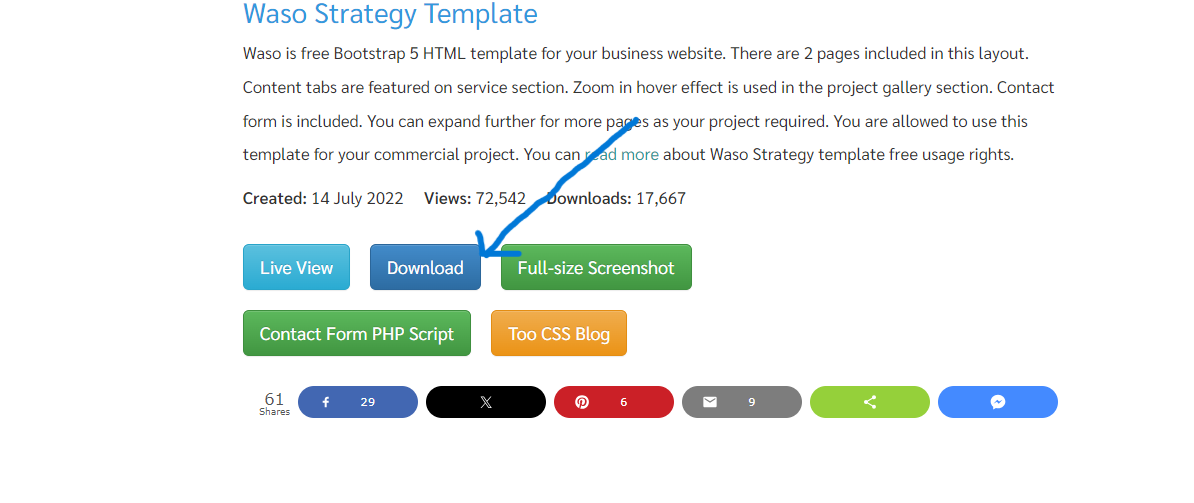 Waso Strategy Template
Waso is free Bootstrap 5 HTML template for your business website. There are 2 pages included in this layout.
Content tabs are featured on service section. Zoom in hover effect is used in the project gallery section. Contact
form is included. You can expand further for more pages as your project required. You are allowed to use this
template for your commercial project. You can read more about Waso Strategy template free usage rights.
Created: 14 July 2022 Views: 72,542 Downloads: 17,667
Live View Download Full-size Screenshot
Contact Form PHP Script Too CSS Blog
61 29 6 9
Shares